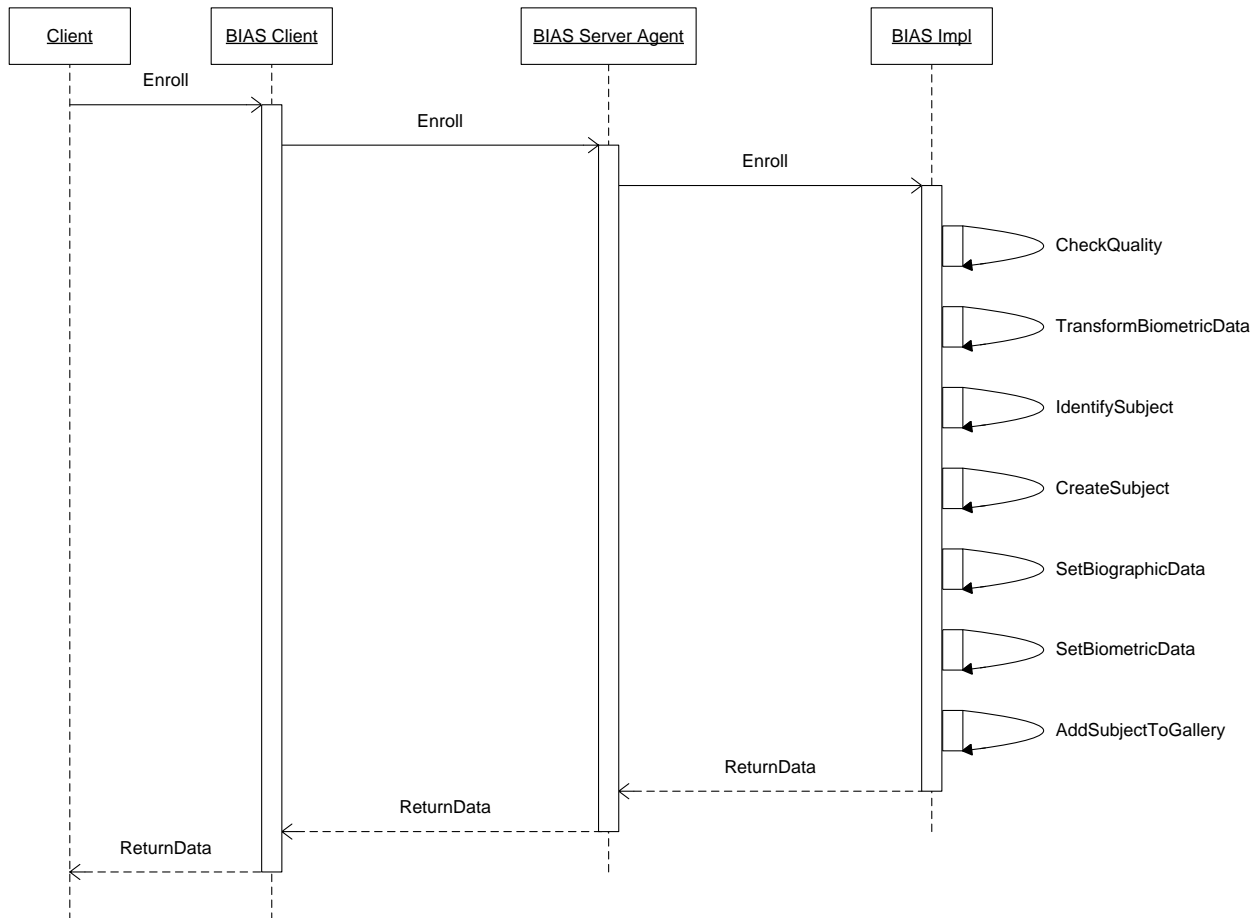 Client
BIAS Client
BIAS Server Agent
BIAS Impl
Enroll
Enroll
Enroll
CheckQuality
TransformBiometricData
IdentifySubject
CreateSubject
SetBiographicData
SetBiometricData
AddSubjectToGallery
ReturnData
ReturnData
ReturnData